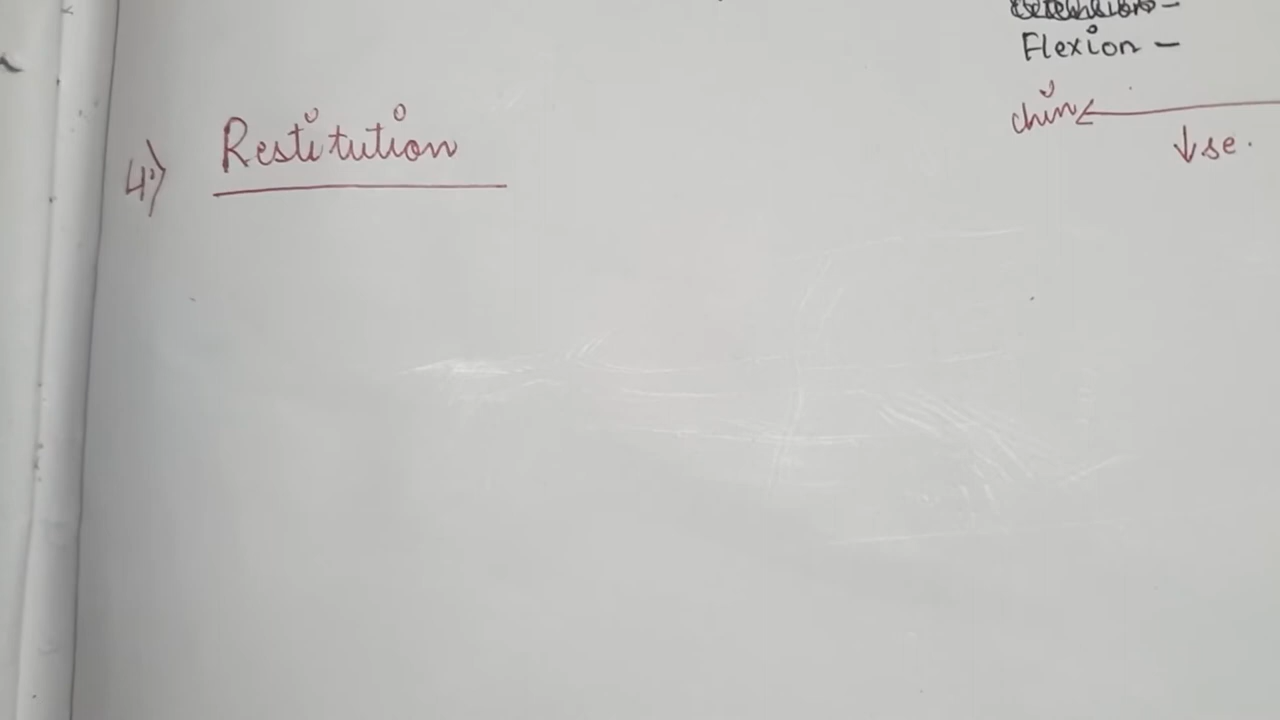 Flexion –
chin
↓se.
4.) Restitution